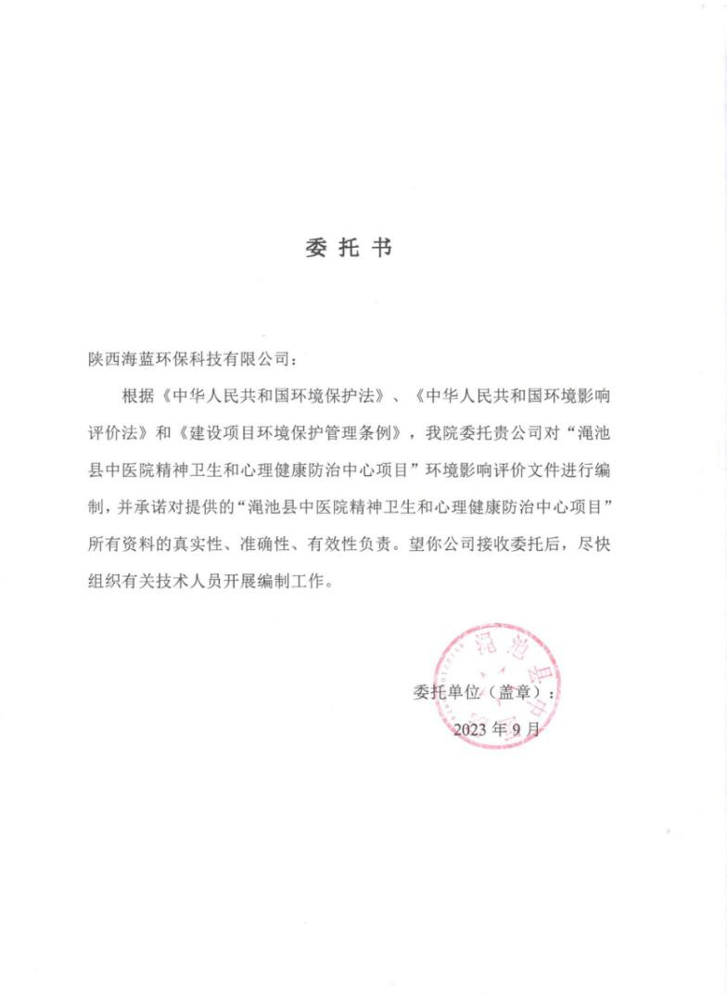 委托书
陕西海蓝环保科技有限公司：
根据《中华人民共和国环境保护法》、《中华人民共和国环境影响
评价法》和《建设项目环境保护管理条例》，我院委托贵公司对“渑池
县中医院精神卫生和心理健康防治中心项目”环境影响评价文件进行编
制，并承诺对提供的“渑池县中医院精神卫生和心理健康防治中心项目”
所有资料的真实性、准确性、有效性负责。望你公司接收委托后，尽快
组织有关技术人员开展编制工作。
渑池县中医院
委托单位（盖章）：
2023 年 9 月